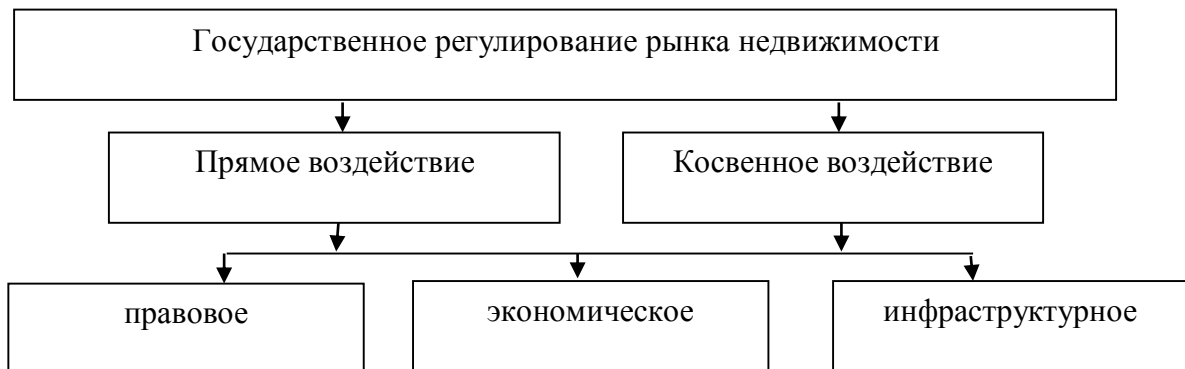 Государственное регулирование рынка недвижимости
Прямое воздействие
Косвенное воздействие
правовое
экономическое
инфраструктурное